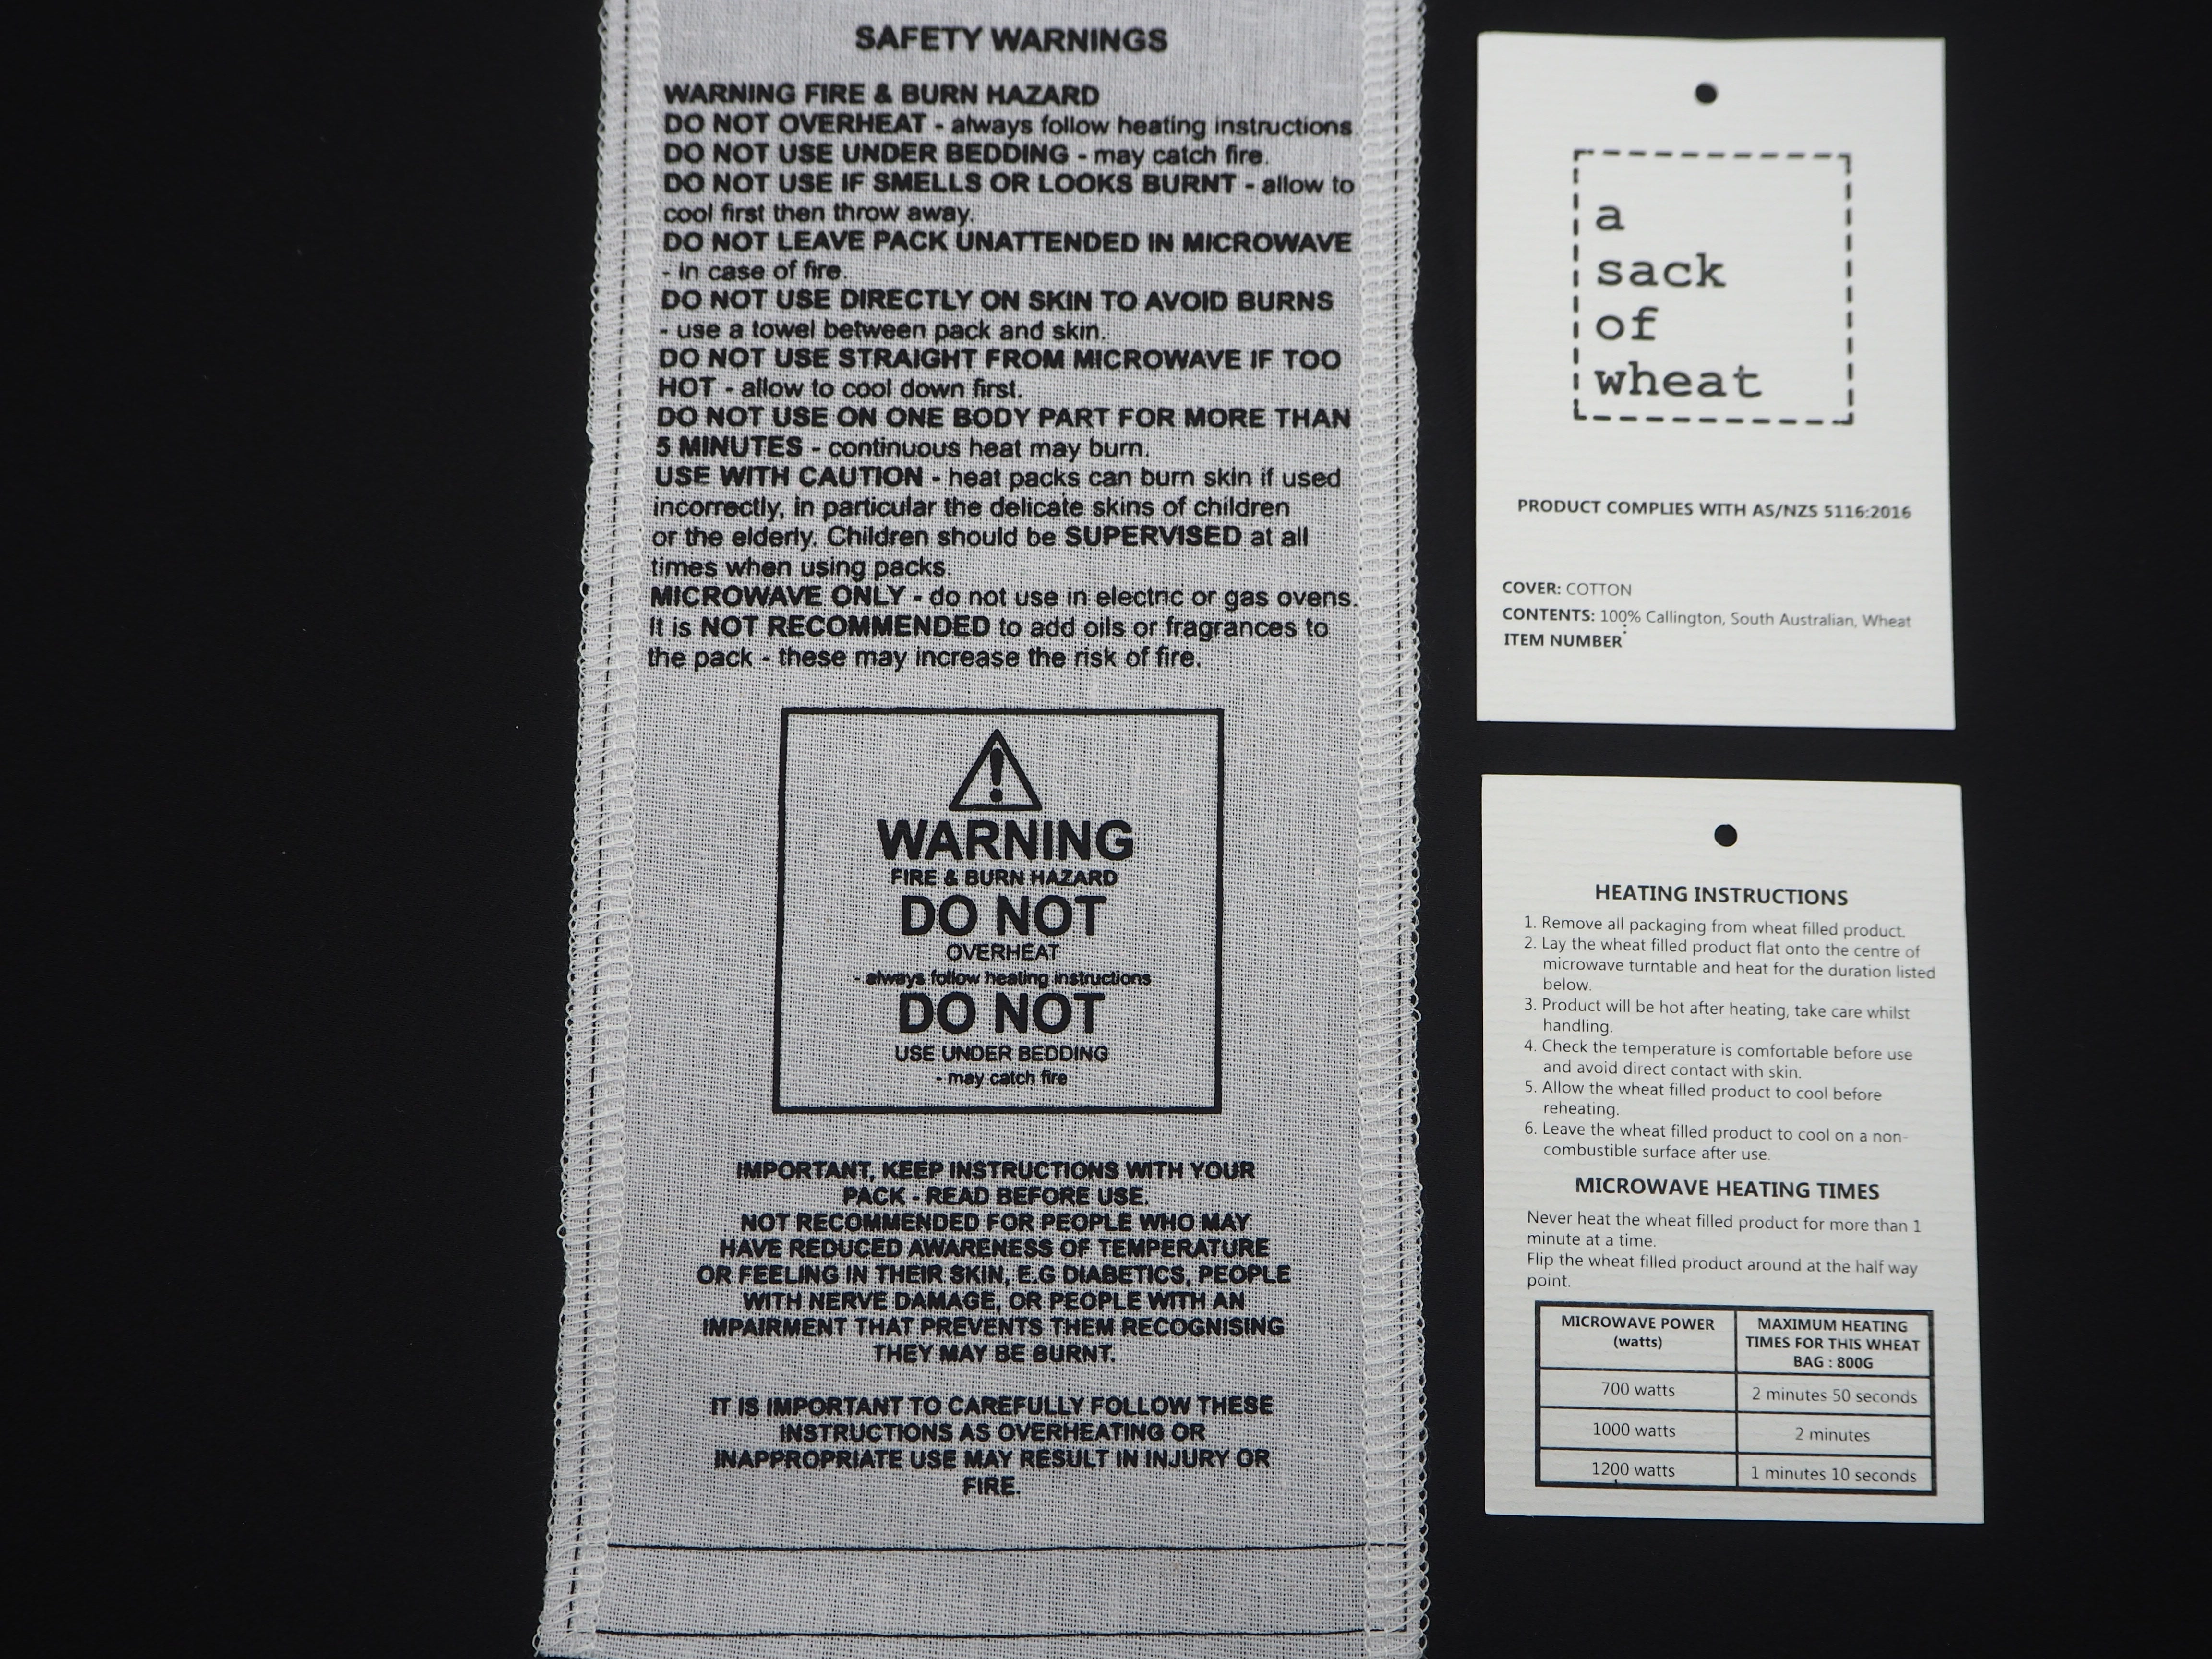 SAFETY WARNINGS
WARNING FIRE & BURN HAZARD
DO NOT OVERHEAT - always follow heating instructions.
DO NOT USE UNDER BEDDING - may catch fire.
DO NOT USE IF SMELLS OR LOOKS BURNT - allow to
cool first then throw away.
DO NOT LEAVE PACK UNATTENDED IN MICROWAVE
- in case of fire.
DO NOT USE DIRECTLY ON SKIN TO AVOID BURNS
- use a towel between pack and skin.
DO NOT USE STRAIGHT FROM MICROWAVE IF TOO
HOT - allow to cool down first.
DO NOT USE ON ONE BODY PART FOR MORE THAN
5 MINUTES - continuous heat may burn.
USE WITH CAUTION - heat packs can burn skin if used
incorrectly, in particular the delicate skins of children
or the elderly. Children should be SUPERVISED at all
times when using packs.
MICROWAVE ONLY - do not use in electric or gas ovens.
It is NOT RECOMMENDED to add oils or fragrances to
the pack - these may increase the risk of fire.
WARNING
FIRE & BURN HAZARD
DO NOT
OVERHEAT
- always follow heating instructions
DO NOT
USE UNDER BEDDING
- may catch fire
IMPORTANT, KEEP INSTRUCTIONS WITH YOUR
PACK - READ BEFORE USE.
NOT RECOMMENDED FOR PEOPLE WHO MAY
HAVE REDUCED AWARENESS OF TEMPERATURE
OR FEELING IN THEIR SKIN, E.G DIABETICS, PEOPLE
WITH NERVE DAMAGE, OR PEOPLE WITH AN
IMPAIRMENT THAT PREVENTS THEM RECOGNISING
THEY MAY BE BURNT.
IT IS IMPORTANT TO CAREFULLY FOLLOW THESE
INSTRUCTIONS AS OVERHEATING OR
INAPPROPRIATE USE MAY RESULT IN INJURY OR
FIRE.
a
sack
of
wheat
PRODUCT COMPLIES WITH AS/NZS 5116:2016
COVER: COTTON
CONTENTS: 100% Callington, South Australian, Wheat
ITEM NUMBER:
HEATING INSTRUCTIONS
1. Remove all packaging from wheat filled product.
2. Lay the wheat filled product flat onto the centre of
microwave turntable and heat for the duration listed
below.
3. Product will be hot after heating, take care whilst
handling.
4. Check the temperature is comfortable before use
and avoid direct contact with skin.
5. Allow the wheat filled product to cool before
reheating.
6. Leave the wheat filled product to cool on a non-
combustible surface after use.
MICROWAVE HEATING TIMES
Never heat the wheat filled product for more than 1
minute at a time.
Flip the wheat filled product around at the half way
point.
MICROWAVE POWER
(watts)
MAXIMUM HEATING
TIMES FOR THIS WHEAT
BAG : 800G
700 watts
2 minutes 50 seconds
1000 watts
2 minutes
1200 watts
1 minutes 10 seconds